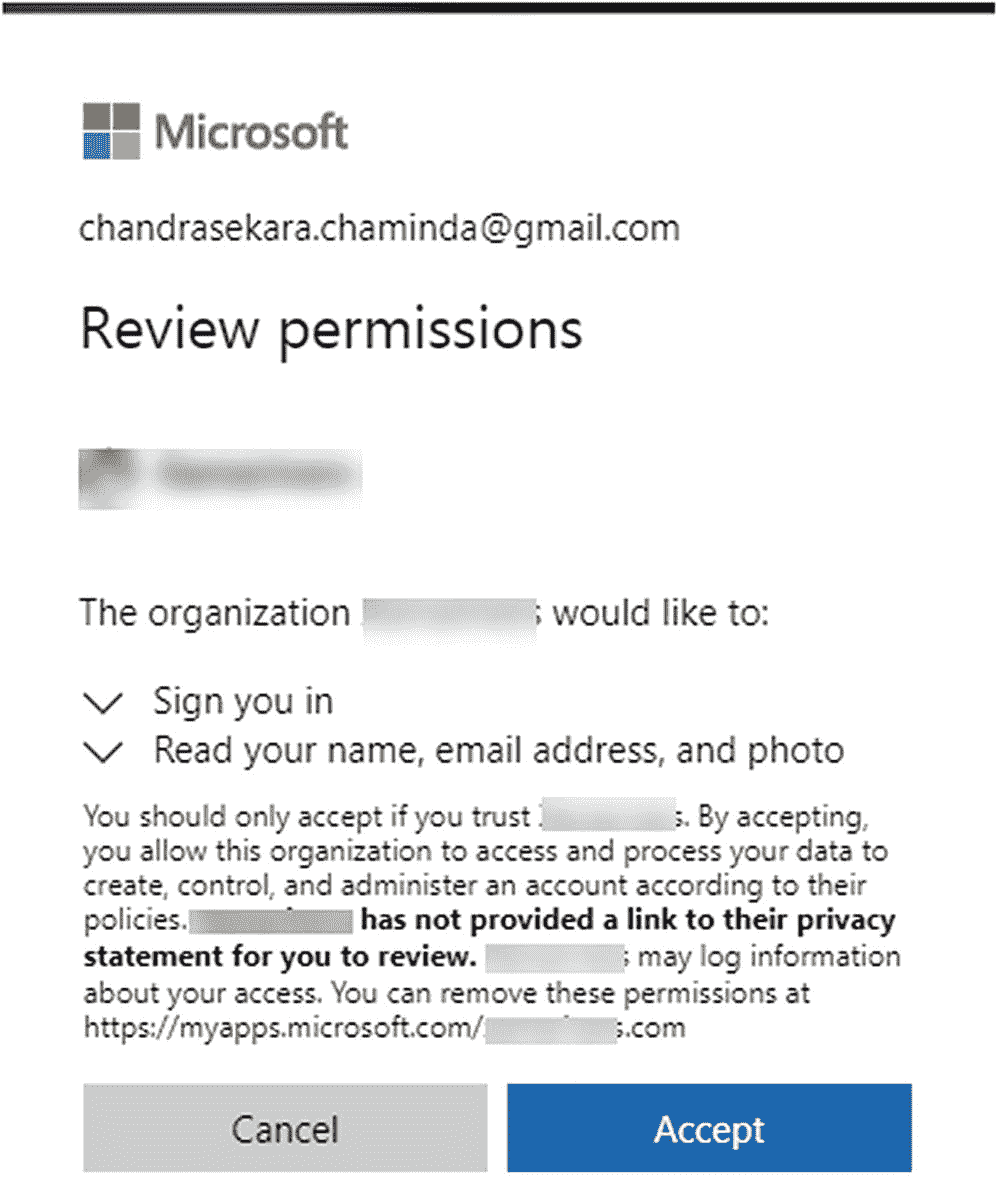 Microsoft
chandrasekara.chaminda@gmail.com
Review permissions
The organization would like to:
Sign you in
Read your name, email address, and photo
You should only accept if you trust . By accepting,
you allow this organization to access and process your data to
create, control, and administer an account according to their
policies. has not provided a link to their privacy
statement for you to review. may log information
about your access. You can remove these permissions at
https://myapps.microsoft.com/ .com
Cancel
Accept